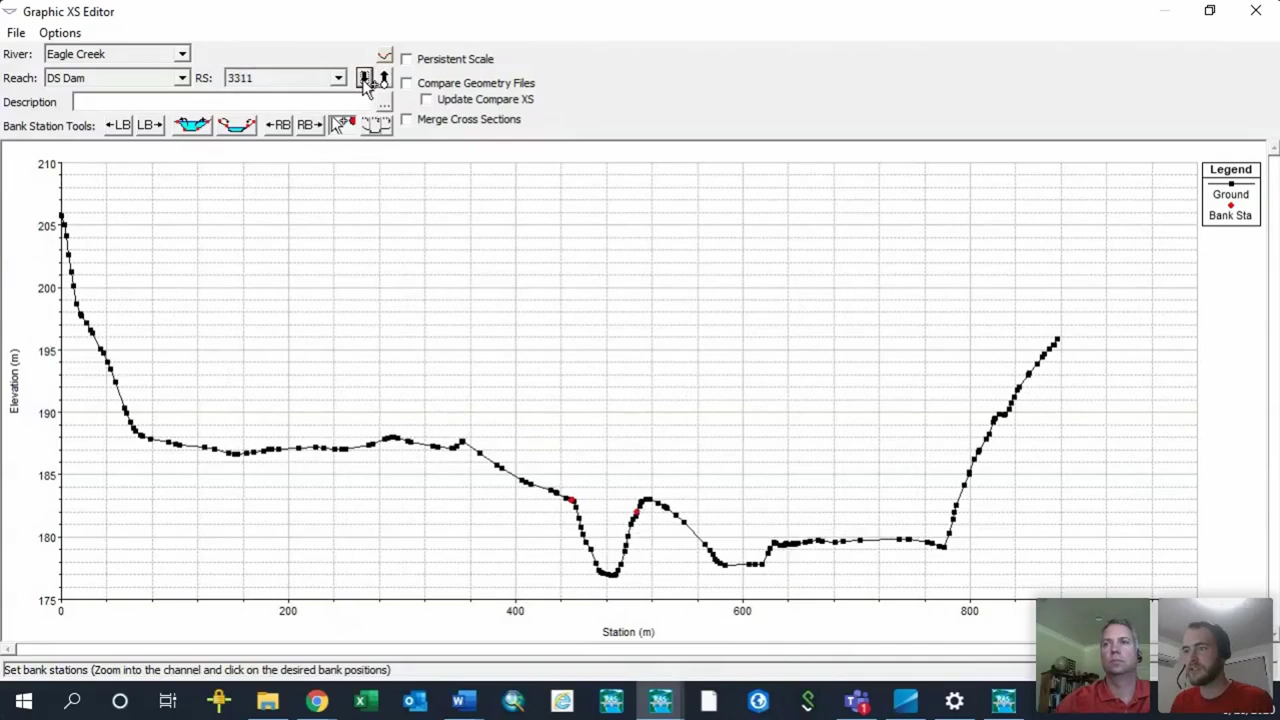 Graphic XS Editor
File Options
River: Eagle Creek
Persistent Scale
Reach: DS Dam RS: 3311
Compare Geometry Files
Description ...
Update Compare XS
Bank Station Tools: ←LB LB→ ←RB RB→
Merge Cross Sections
210
205
200
195
190
185
180
175
Elevation (m)
0 200 400 600 800
Station (m)
Legend
Ground
Bank Sta
Set bank stations (Zoom into the channel and click on the desired bank positions)